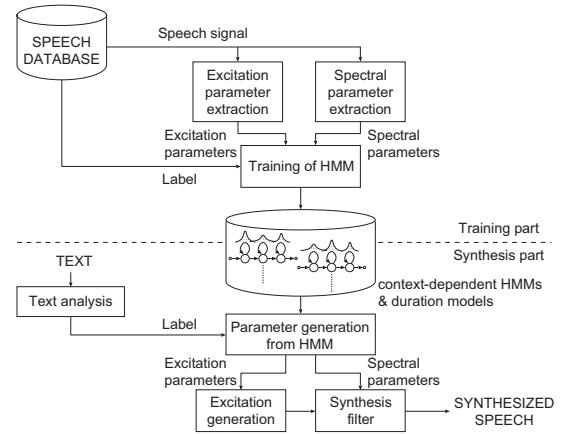 SPEECH
DATABASE
Speech signal
Excitation
parameter
extraction
Spectral
parameter
extraction
Excitation
parameters
Spectral
parameters
Training of HMM
Label
Training part
Synthesis part
TEXT
context-dependent HMMs
& duration models
Text analysis
Label
Parameter generation
from HMM
Excitation
parameters
Spectral
parameters
Excitation
generation
Synthesis
filter
SYNTHESIZED
SPEECH